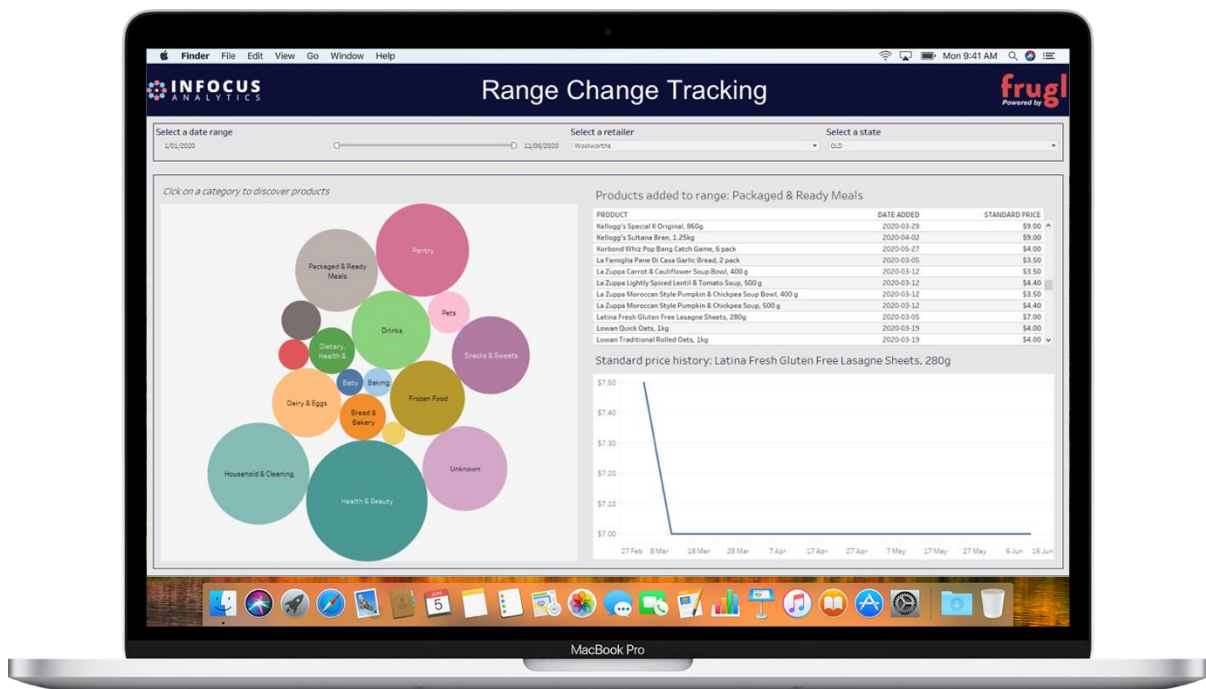 Finder File Edit View Go Window Help
Mon 9:41 AM
INFOCUS
ANALYTICS
Range Change Tracking
frugl
Powered by
Select a date range
Select a retailer
Select a state
1/01/2020
11/06/2020
Woolworths
QLD
Click on a category to discover products
Pantry
Packaged & Ready
Meals
Pets
Drinks
Dietary,
Health &
Snacks & Sweets
Baby
Baking
Frozen Food
Dairy & Eggs
Bread &
Bakery
Household & Cleaning
Unknown
Health & Beauty
Products added to range: Packaged & Ready Meals
PRODUCT DATE ADDED STANDARD PRICE
Kellogg's Special K Original, 860g 2020-03-29 $9.00
Kellogg's Sultana Bran, 1.25kg 2020-04-02 $9.00
Korbond Whiz Pop Bang Catch Game, 6 pack 2020-05-27 $4.00
La Famiglia Pane Di Casa Garlic Bread, 2 pack 2020-03-05 $3.50
La Zuppa Carrot & Cauliflower Soup Bowl, 400 g 2020-03-12 $3.50
La Zuppa Lightly Spiced Lentil & Tomato Soup, 500 g 2020-03-12 $4.40
La Zuppa Moroccan Style Pumpkin & Chickpea Soup Bowl, 400 g 2020-03-12 $3.50
La Zuppa Moroccan Style Pumpkin & Chickpea Soup, 500 g 2020-03-12 $4.40
Latina Fresh Gluten Free Lasagne Sheets, 280g 2020-03-05 $7.00
Lowan Quick Oats, 1kg 2020-03-19 $4.00
Lowan Traditional Rolled Oats, 1kg 2020-03-19 $4.00
Standard price history: Latina Fresh Gluten Free Lasagne Sheets, 280g
$7.50
$7.40
$7.30
$7.20
$7.10
$7.00
27 Feb 8 Mar 18 Mar 28 Mar 7 Apr 17 Apr 27 Apr 7 May 17 May 27 May 6 Jun 16 Jun
JUN
5
MacBook Pro